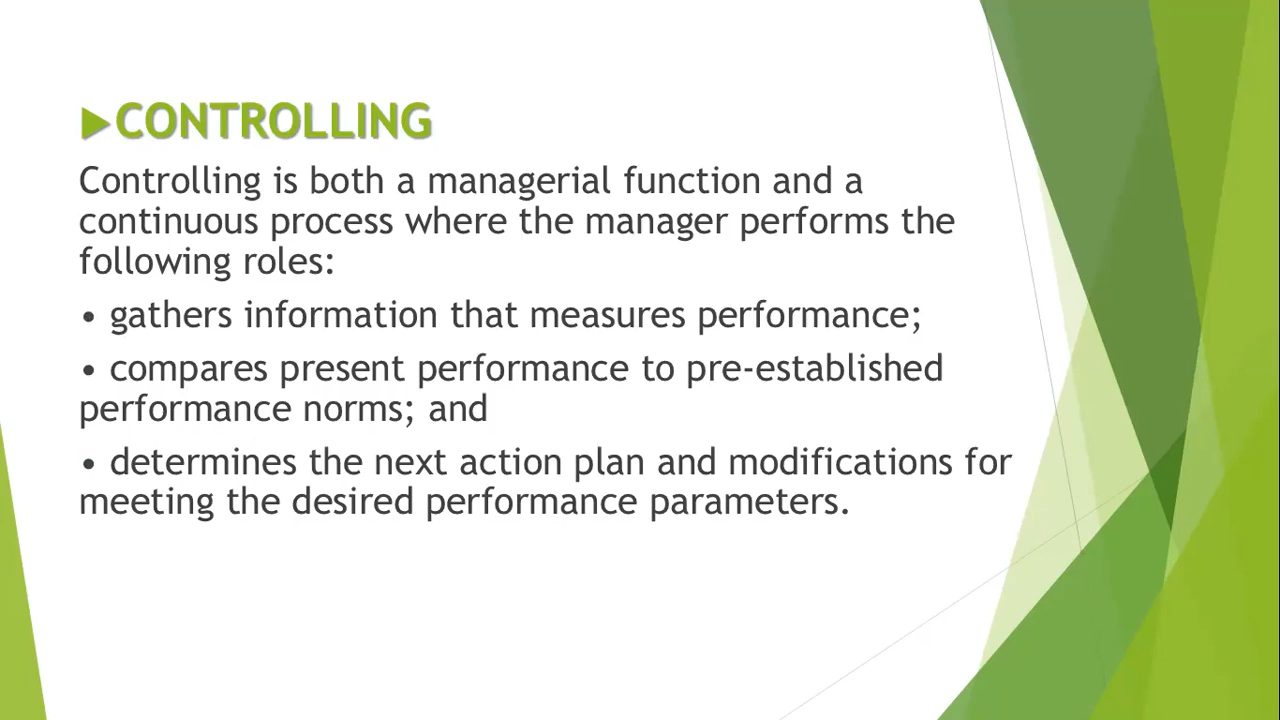 ▶CONTROLLING
Controlling is both a managerial function and a
continuous process where the manager performs the
following roles:
• gathers information that measures performance;
• compares present performance to pre-established
performance norms; and
• determines the next action plan and modifications for
meeting the desired performance parameters.